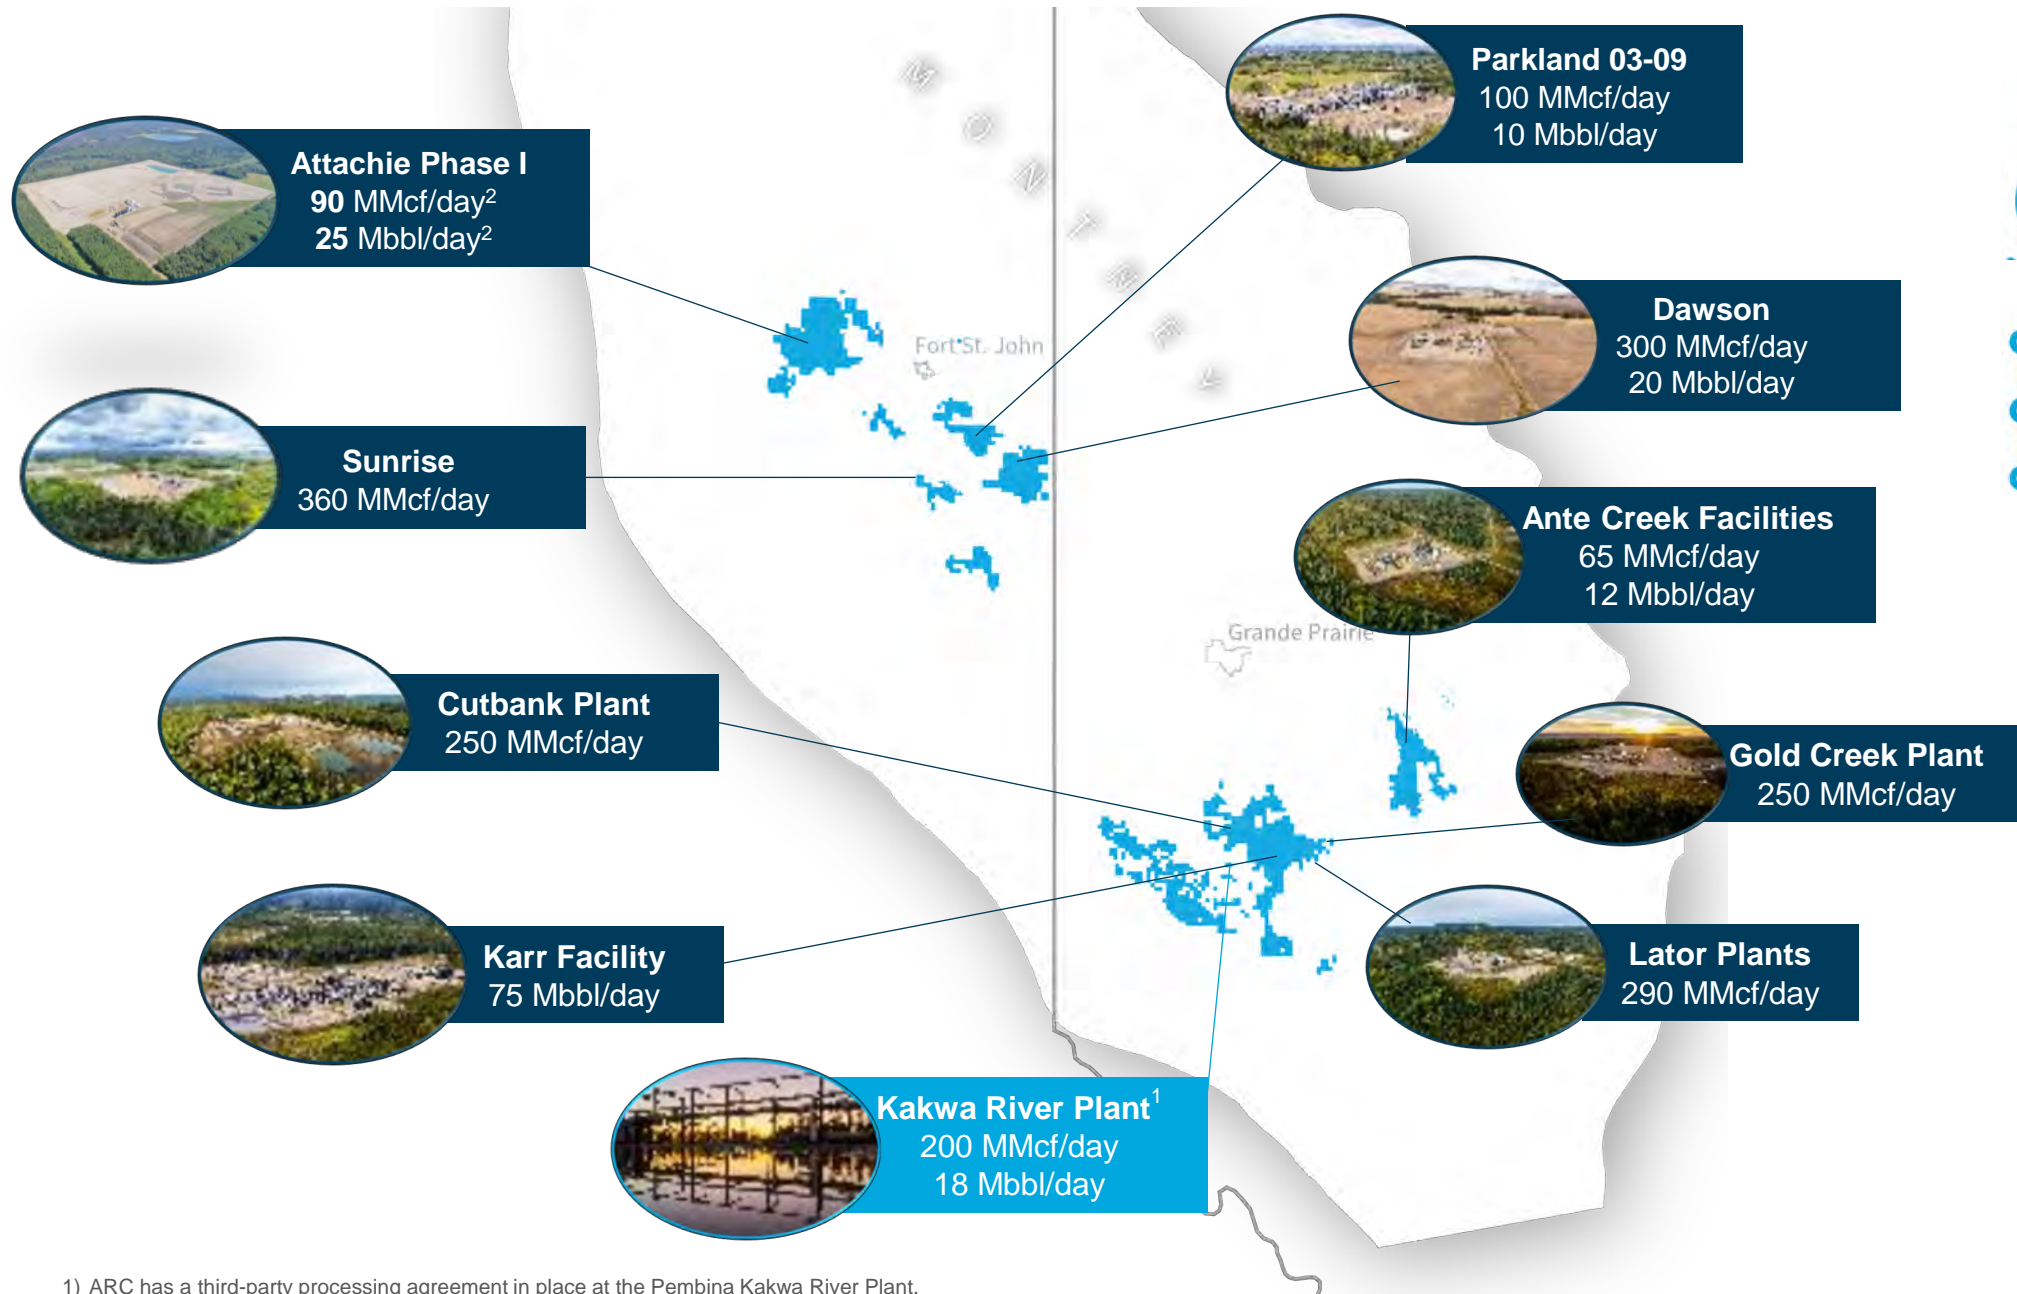 Parkland 03-09
100 MMcf/day
10 Mbbl/day
Attachie Phase I
90 MMcf/day²
25 Mbbl/day²
MONTNEY
Fort St. John
Dawson
300 MMcf/day
20 Mbbl/day
Sunrise
360 MMcf/day
Ante Creek Facilities
65 MMcf/day
12 Mbbl/day
Grande Prairie
Cutbank Plant
250 MMcf/day
Gold Creek Plant
250 MMcf/day
Karr Facility
75 Mbbl/day
Lator Plants
290 MMcf/day
Kakwa River Plant¹
200 MMcf/day
18 Mbbl/day
1) ARC has a third-party processing agreement in place at the Pembina Kakwa River Plant.